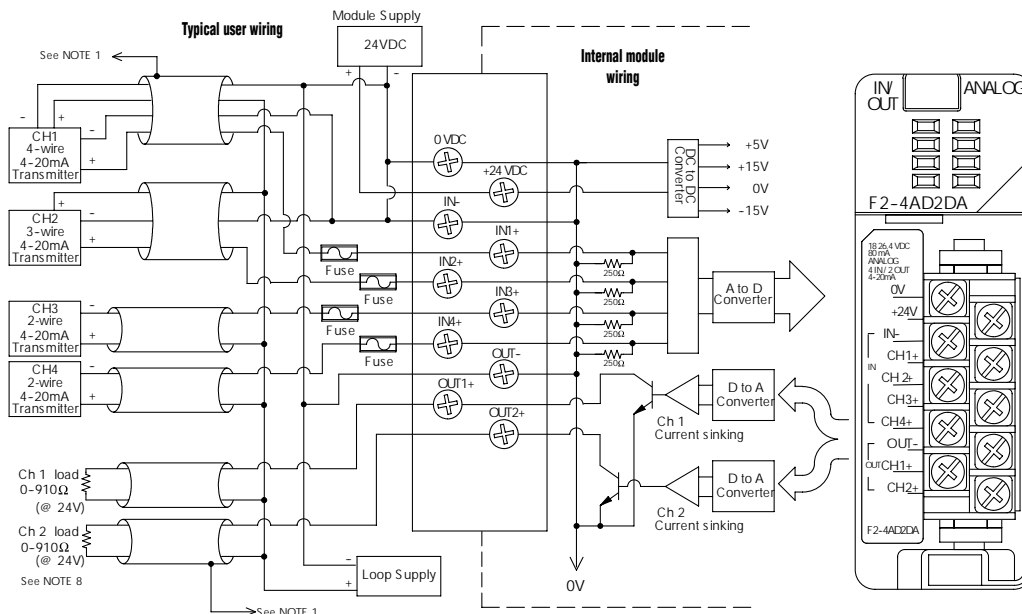 Typical user wiring
Module Supply
24VDC
+ -
See NOTE 1
Internal module
wiring
- +
-
+
CH1
4-wire
4-20mA
Transmitter
+
-
+
CH2
3-wire
4-20mA
Transmitter
-
+
CH3
2-wire
4-20mA
Transmitter
-
+
CH4
2-wire
4-20mA
Transmitter
Fuse
Fuse
Fuse
Fuse
0 VDC
+24 VDC
IN-
IN1+
IN2+
IN3+
IN4+
OUT-
OUT1+
OUT2+
DC to DC
Converter
+5V
+15V
0V
-15V
250Ω
250Ω
250Ω
250Ω
A to D
Converter
D to A
Converter
Ch 1
Current sinking
D to A
Converter
Ch 2
Current sinking
0V
Ch 1 load
0-910Ω
(@ 24V)
Ch 2 load
0-910Ω
(@ 24V)
See NOTE 8
-
+
Loop Supply
See NOTE 1
IN/
OUT
ANALOG
F2-4AD2DA
18 26.4 VDC
80 mA
ANALOG
4 IN/ 2 OUT
4-20mA
0V
+24V
IN-
CH1+
IN
CH 2+
CH3+
CH4+
OUT-
OUT
CH1+
CH2+
F2-4AD2DA